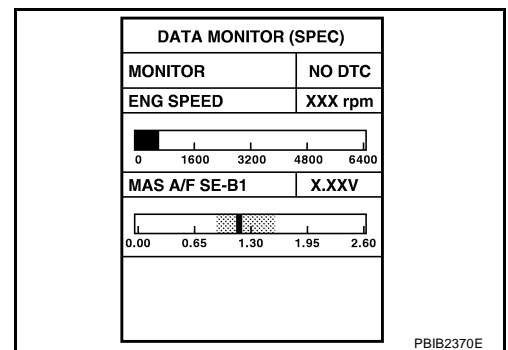 DATA MONITOR (SPEC)
MONITOR NO DTC
ENG SPEED XXX rpm
0 1600 3200 4800 6400
MAS A/F SE-B1 X.XXV
0.00 0.65 1.30 1.95 2.60
PBIB2370E